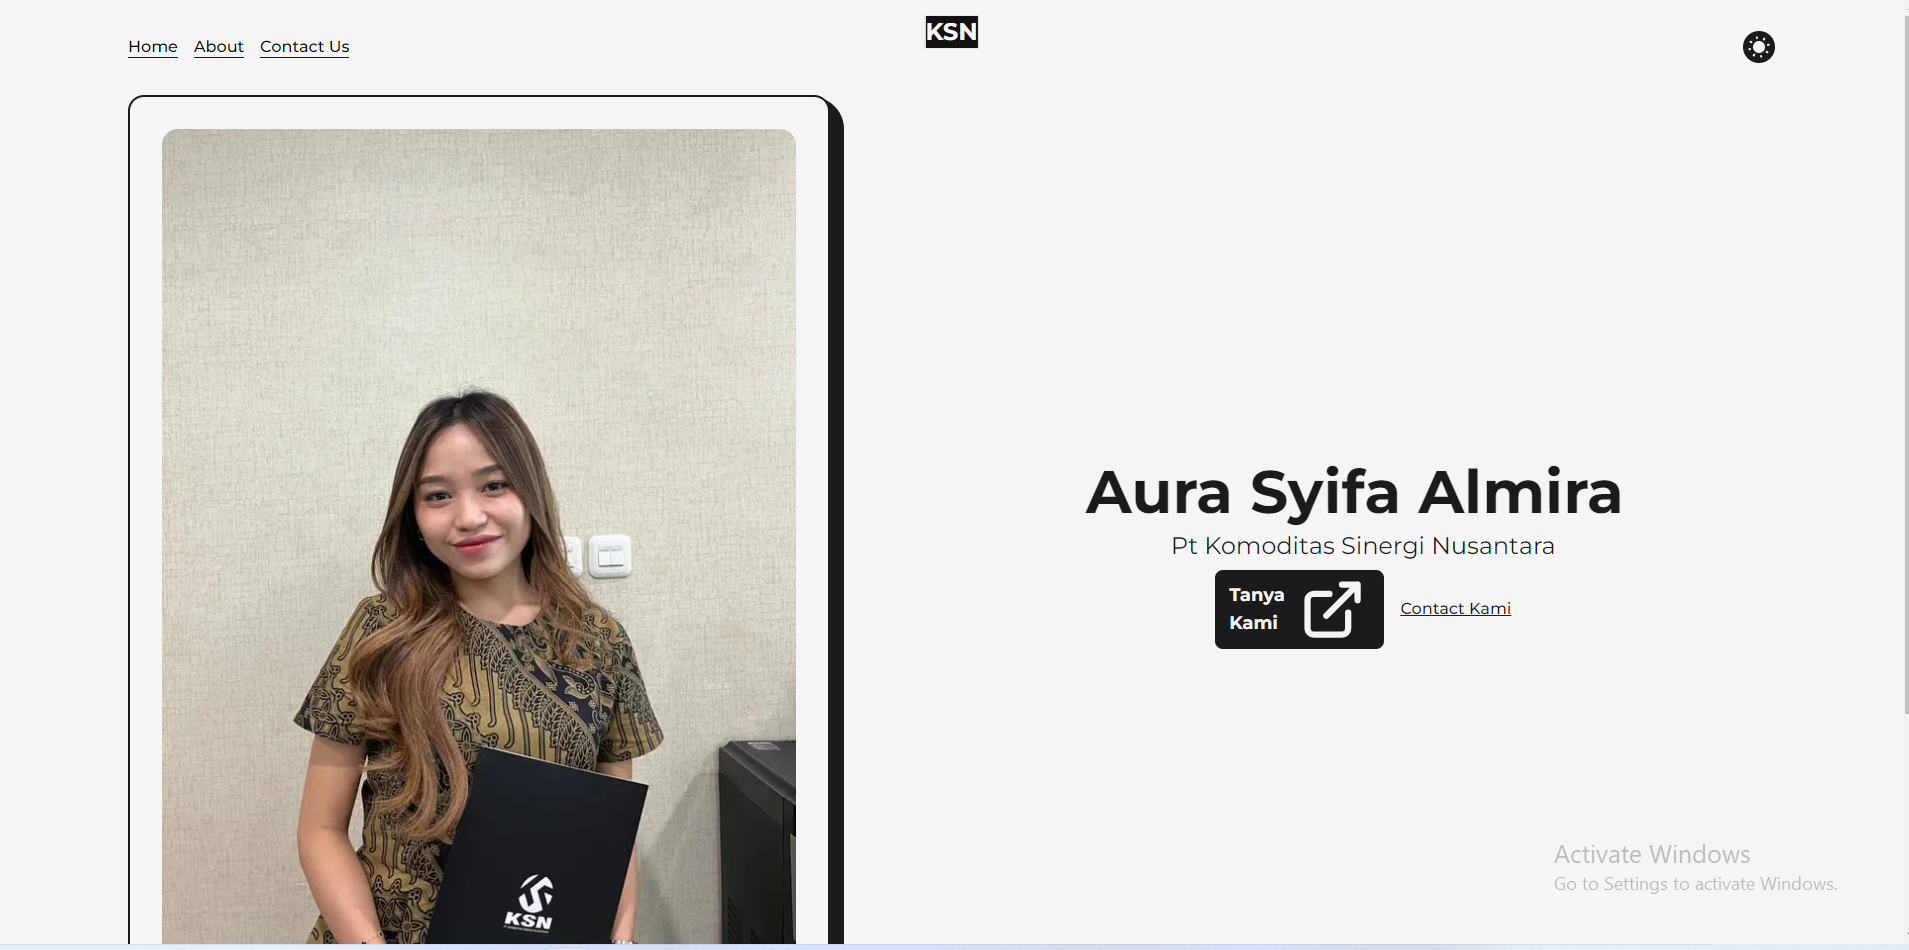 Home About Contact Us
KSN
Aura Syifa Almira
Pt Komoditas Sinergi Nusantara
Tanya
Kami
Contact Kami
KSN
Activate Windows
Go to Settings to activate Windows.